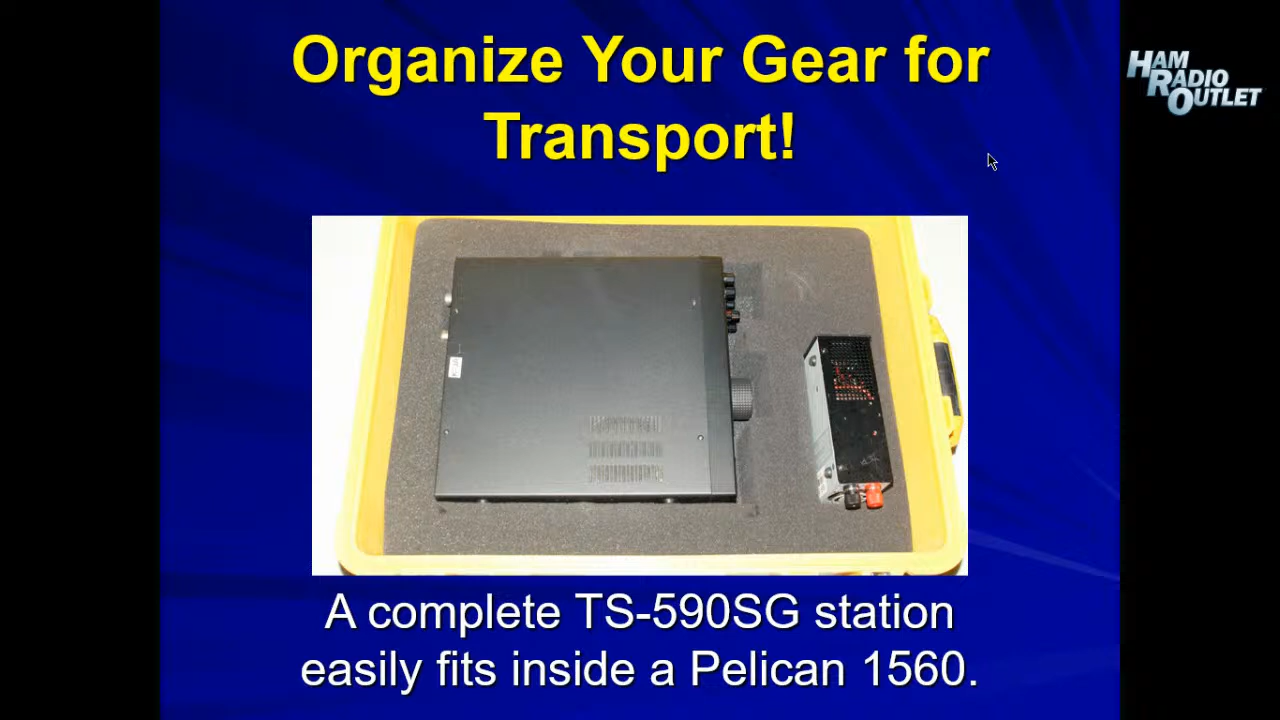 Organize Your Gear for
Transport!
HAM
RADIO
OUTLET
A complete TS-590SG station
easily fits inside a Pelican 1560.